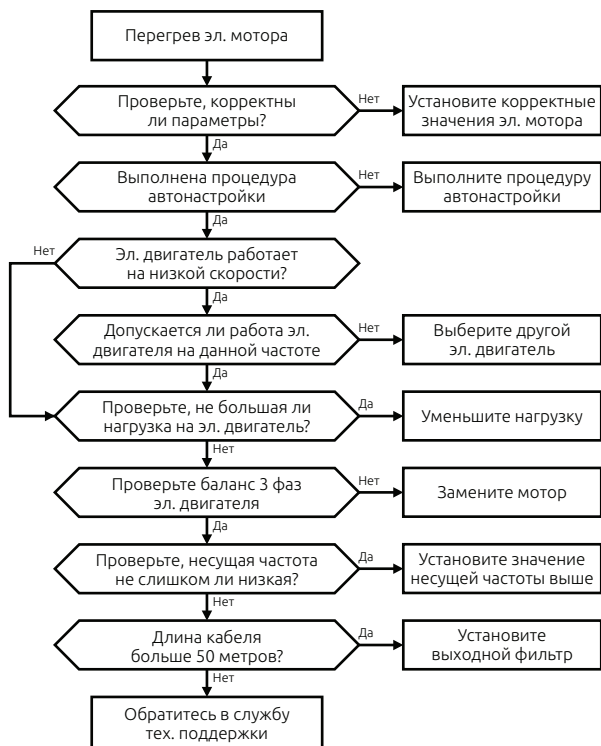 Перегрев эл. мотора
Проверьте, корректны
ли параметры?
Нет
Установите корректные
значения эл. мотора
Да
Выполнена процедура
автонастройки
Нет
Выполните процедуру
автонастройки
Да
Нет
Эл. двигатель работает
на низкой скорости?
Да
Допускается ли работа эл.
двигателя на данной частоте
Нет
Выберите другой
эл. двигатель
Да
Проверьте, не большая ли
нагрузка на эл. двигатель?
Да
Уменьшите нагрузку
Нет
Проверьте баланс 3 фаз
эл. двигателя
Нет
Замените мотор
Да
Проверьте, несущая частота
не слишком ли низкая?
Да
Установите значение
несущей частоты выше
Нет
Длина кабеля
больше 50 метров?
Да
Установите
выходной фильтр
Нет
Обратитесь в службу
тех. поддержки